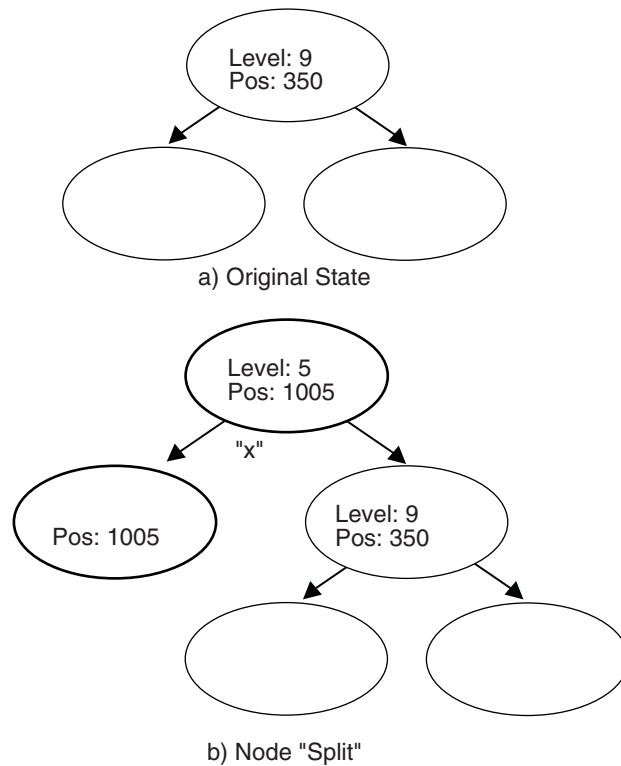 Level: 9
Pos: 350
a) Original State
Level: 5
Pos: 1005
"x"
Pos: 1005
Level: 9
Pos: 350
b) Node "Split"